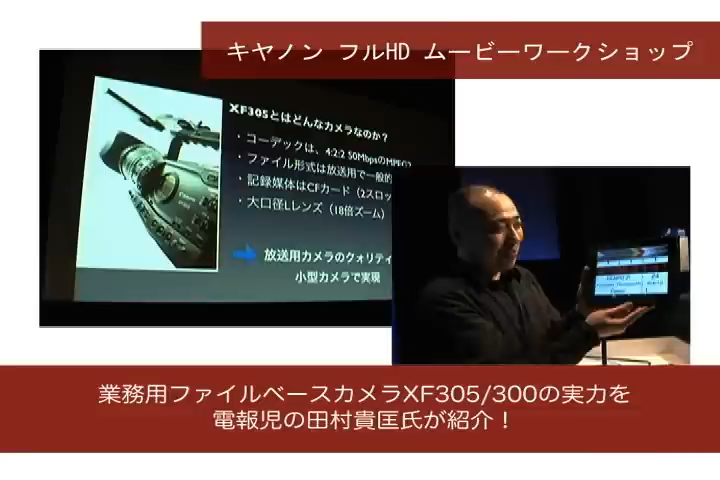 キヤノン フルHD ムービーワークショップ
XF305とはどんなカメラなのか?
・コーデックは、4:2:2 50MbpsのMPEG2
・ファイル形式は放送用で一般的
・記録媒体はCFカード(2スロッ
・大口径Lレンズ(18倍ズーム)
放送用カメラのクォリティ
小型カメラで実現
業務用ファイルベースカメラXF305/300の実力を
電報児の田村貴匡氏が紹介!